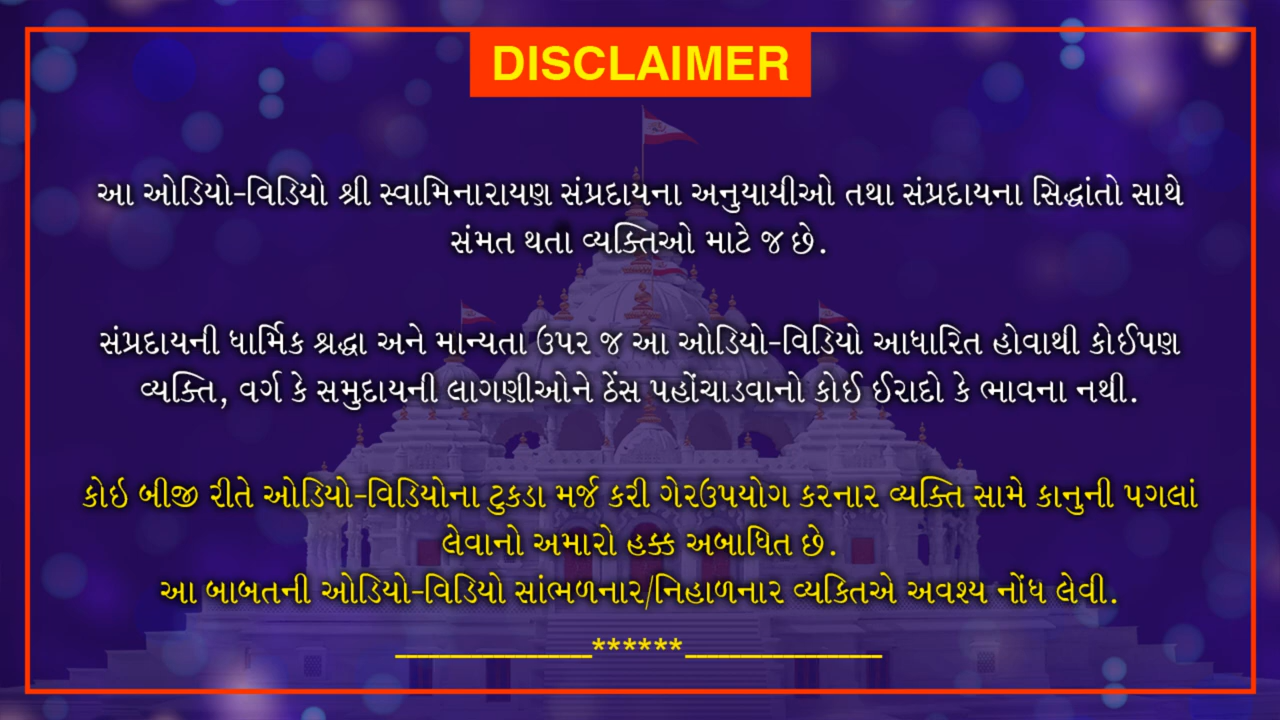 DISCLAIMER
આ ઓડિયો-વિડિયો શ્રી સ્વામિનારાયણ સંપ્રદાયના અનુયાયીઓ તથા સંપ્રદાયના સિદ્ધાંતો સાથે
સંમત થતા વ્યક્તિઓ માટે જ છે.
સંપ્રદાયની ધાર્મિક શ્રદ્ધા અને માન્યતા ઉપર જ આ ઓડિયો-વિડિયો આધારિત હોવાથી કોઈપણ
વ્યક્તિ, વર્ગ કે સમુદાયની લાગણીઓને ઠેંસ પહોંચાડવાનો કોઈ ઈરાદો કે ભાવના નથી.
કોઇ બીજી રીતે ઓડિયો-વિડિયોના ટુકડા મર્જ કરી ગેરઉપયોગ કરનાર વ્યક્તિ સામે કાનુની પગલાં
લેવાનો અમારો હક્ક અબાધિત છે.
આ બાબતની ઓડિયો-વિડિયો સાંભળનાર/નિહાળનાર વ્યકિતએ અવશ્ય નોંધ લેવી.
__________________******__________________